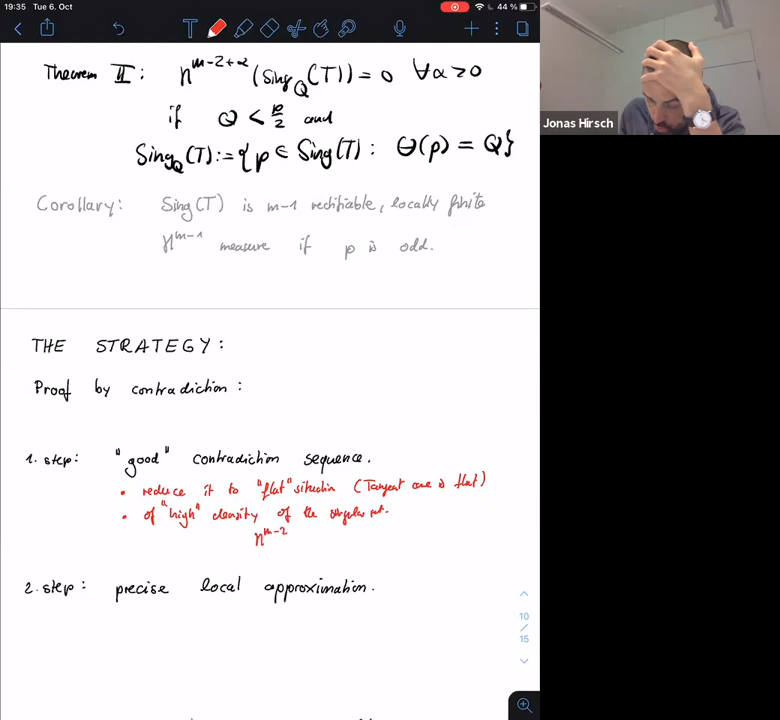 19:35 Tue 6. Oct
44 %
Theorem II: ℋ^{m-2+α}(Sing_Q(T)) = 0 ∀α>0
if Q < p/2 and
Sing_Q(T) := {p ∈ Sing(T): Θ(p) = Q}
Corollary: Sing(T) is m-1 rectifiable, locally finite
ℋ^{m-1} measure if p is odd.
THE STRATEGY:
Proof by contradiction:
1. step: "good" contradiction sequence.
• reduce it to "flat" situation (Tangent cone is flat)
• of "high" density of the singular set.
ℋ^{m-2}
2. step: precise local approximation.
10
/
15
Jonas Hirsch